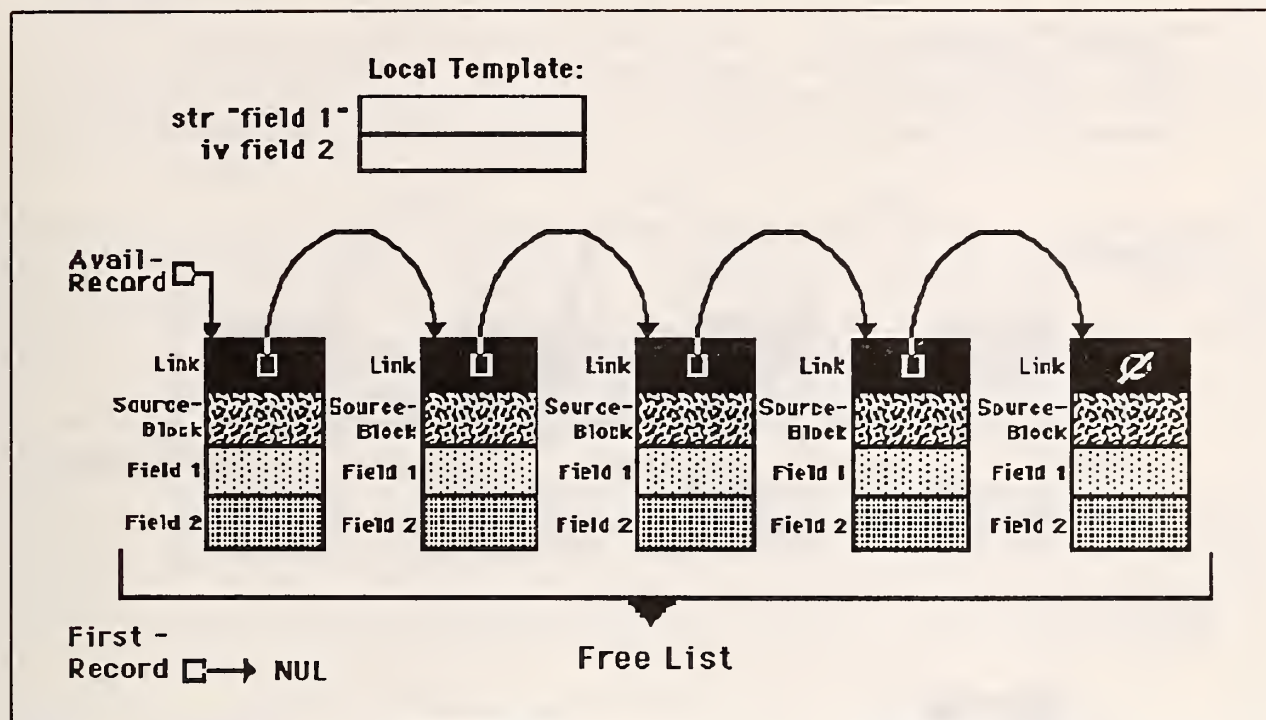 Local Template:
str "field 1"
iv field 2
Avail-
Record
Link
Source-
Block
Field 1
Field 2
Link
Source-
Block
Field 1
Field 2
Link
Source-
Block
Field 1
Field 2
Link
Source-
Block
Field 1
Field 2
Link
Source-
Block
Field 1
Field 2
First -
Record
NUL
Free List